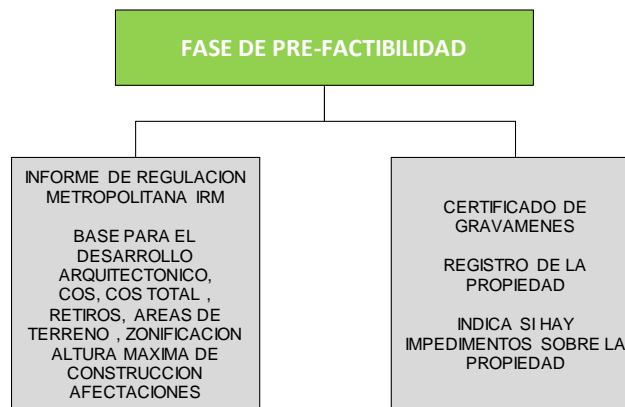 FASE DE PRE-FACTIBILIDAD
INFORME DE REGULACION
METROPOLITANA IRM
BASE PARA EL
DESARROLLO
ARQUITECTONICO,
COS, COS TOTAL ,
RETIROS, AREAS DE
TERRENO , ZONIFICACION
ALTURA MAXIMA DE
CONSTRUCCION
AFECTACIONES
CERTIFICADO DE
GRAVAMENES
REGISTRO DE LA
PROPIEDAD
INDICA SI HAY
IMPEDIMENTOS SOBRE LA
PROPIEDAD